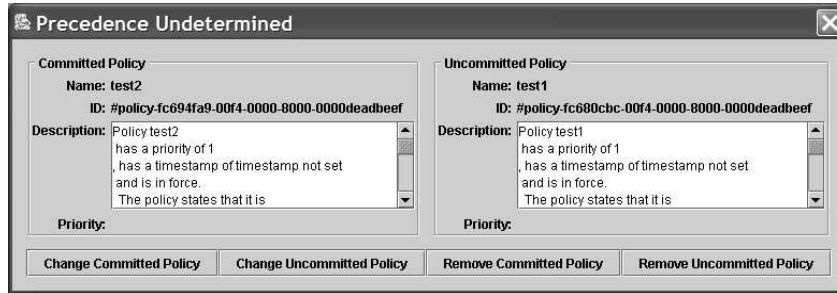 Precedence Undetermined
Committed Policy
Name: test2
ID: #policy-fc694fa9-00f4-0000-8000-0000deadbeef
Description: Policy test2
has a priority of 1
, has a timestamp of timestamp not set
and is in force.
The policy states that it is
Priority:
Uncommitted Policy
Name: test1
ID: #policy-fc680cbc-00f4-0000-8000-0000deadbeef
Description: Policy test1
has a priority of 1
, has a timestamp of timestamp not set
and is in force.
The policy states that it is
Priority:
Change Committed Policy
Change Uncommitted Policy
Remove Committed Policy
Remove Uncommitted Policy